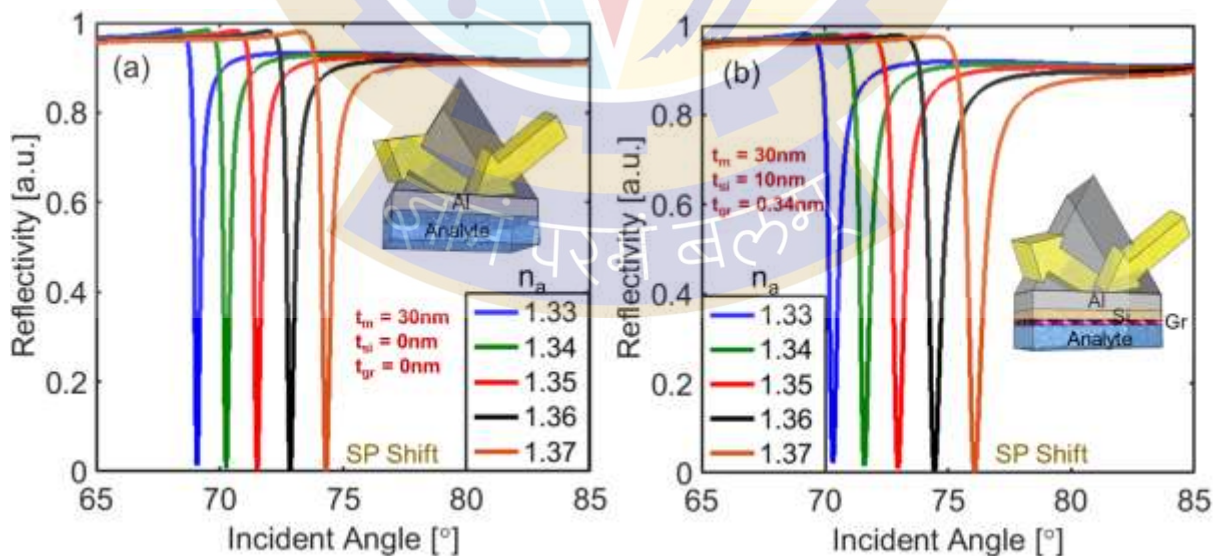 1
(a)
0.8
0.6
0.4
0.2
0
Reflectivity [a.u.]
Al
Analyte
t_m = 30nm
t_si = 0nm
t_gr = 0nm
n_a
1.33
1.34
1.35
1.36
1.37
SP Shift
65 70 75 80 85
Incident Angle [°]
1
(b)
0.8
0.6
0.4
0.2
0
Reflectivity [a.u.]
t_m = 30nm
t_si = 10nm
t_gr = 0.34nm
Al
Si
Gr
Analyte
n_a
1.33
1.34
1.35
1.36
1.37
SP Shift
65 70 75 80 85
Incident Angle [°]
परमं बलम्